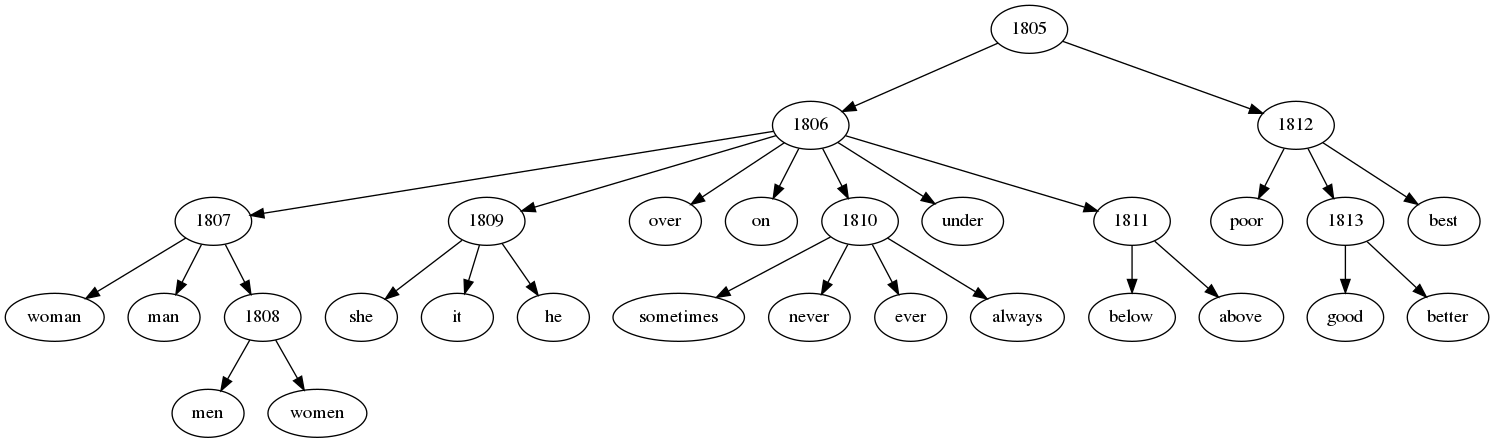 1805
1806 1812
1807 1809 over on 1810 under 1811 poor 1813 best
woman man 1808 she it he sometimes never ever always below above good better
men women